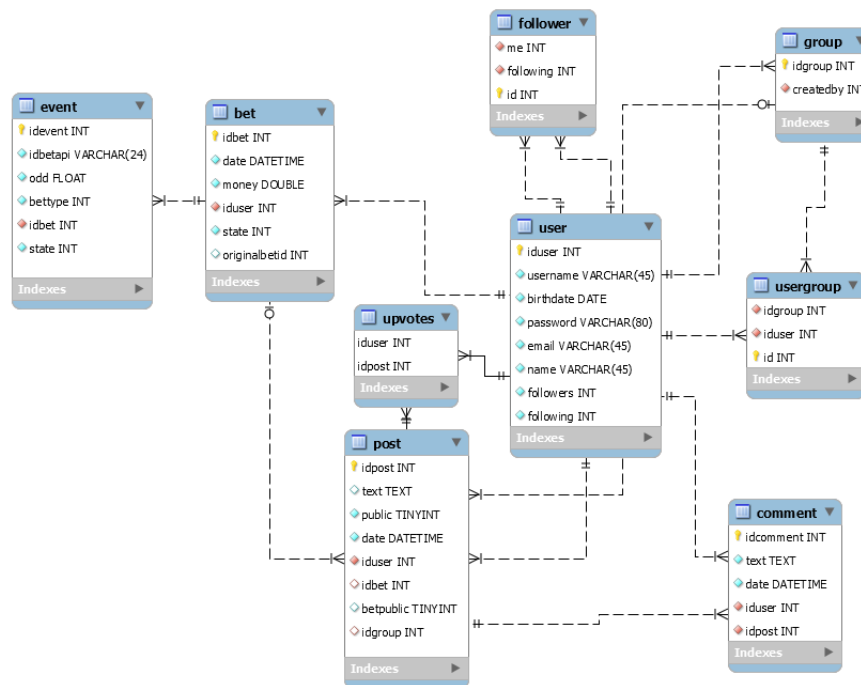 follower
me INT
following INT
id INT
Indexes
group
idgroup INT
createdby INT
Indexes
event
idevent INT
idbetapi VARCHAR(24)
odd FLOAT
bettype INT
idbet INT
state INT
Indexes
bet
idbet INT
date DATETIME
money DOUBLE
iduser INT
state INT
originalbetid INT
Indexes
user
iduser INT
username VARCHAR(45)
birthdate DATE
password VARCHAR(80)
email VARCHAR(45)
name VARCHAR(45)
followers INT
following INT
Indexes
usergroup
idgroup INT
iduser INT
id INT
Indexes
upvotes
iduser INT
idpost INT
Indexes
post
idpost INT
text TEXT
public TINYINT
date DATETIME
iduser INT
idbet INT
betpublic TINYINT
idgroup INT
Indexes
comment
idcomment INT
text TEXT
date DATETIME
iduser INT
idpost INT
Indexes